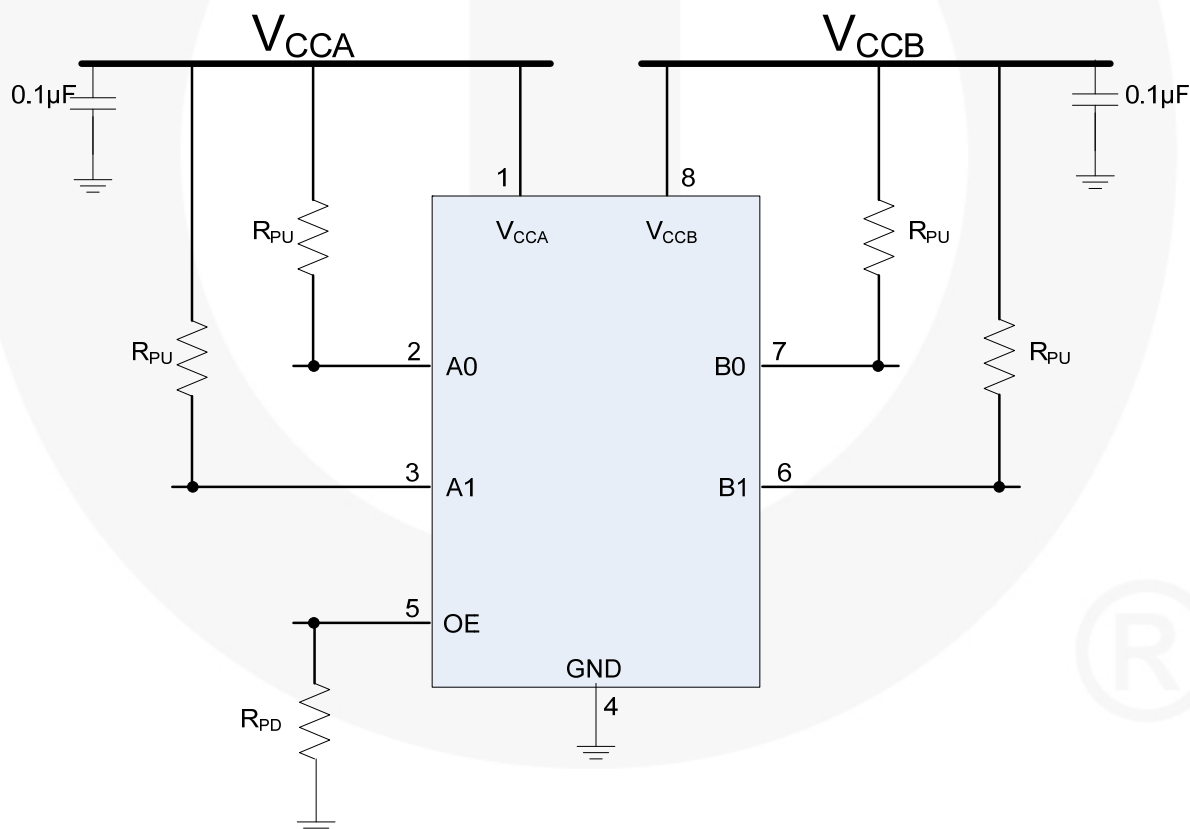 VCCA
VCCB
0.1µF
0.1µF
1
8
VCCA
VCCB
RPU
RPU
RPU
RPU
2
A0
B0
7
3
A1
B1
6
5
OE
GND
4
RPD
®